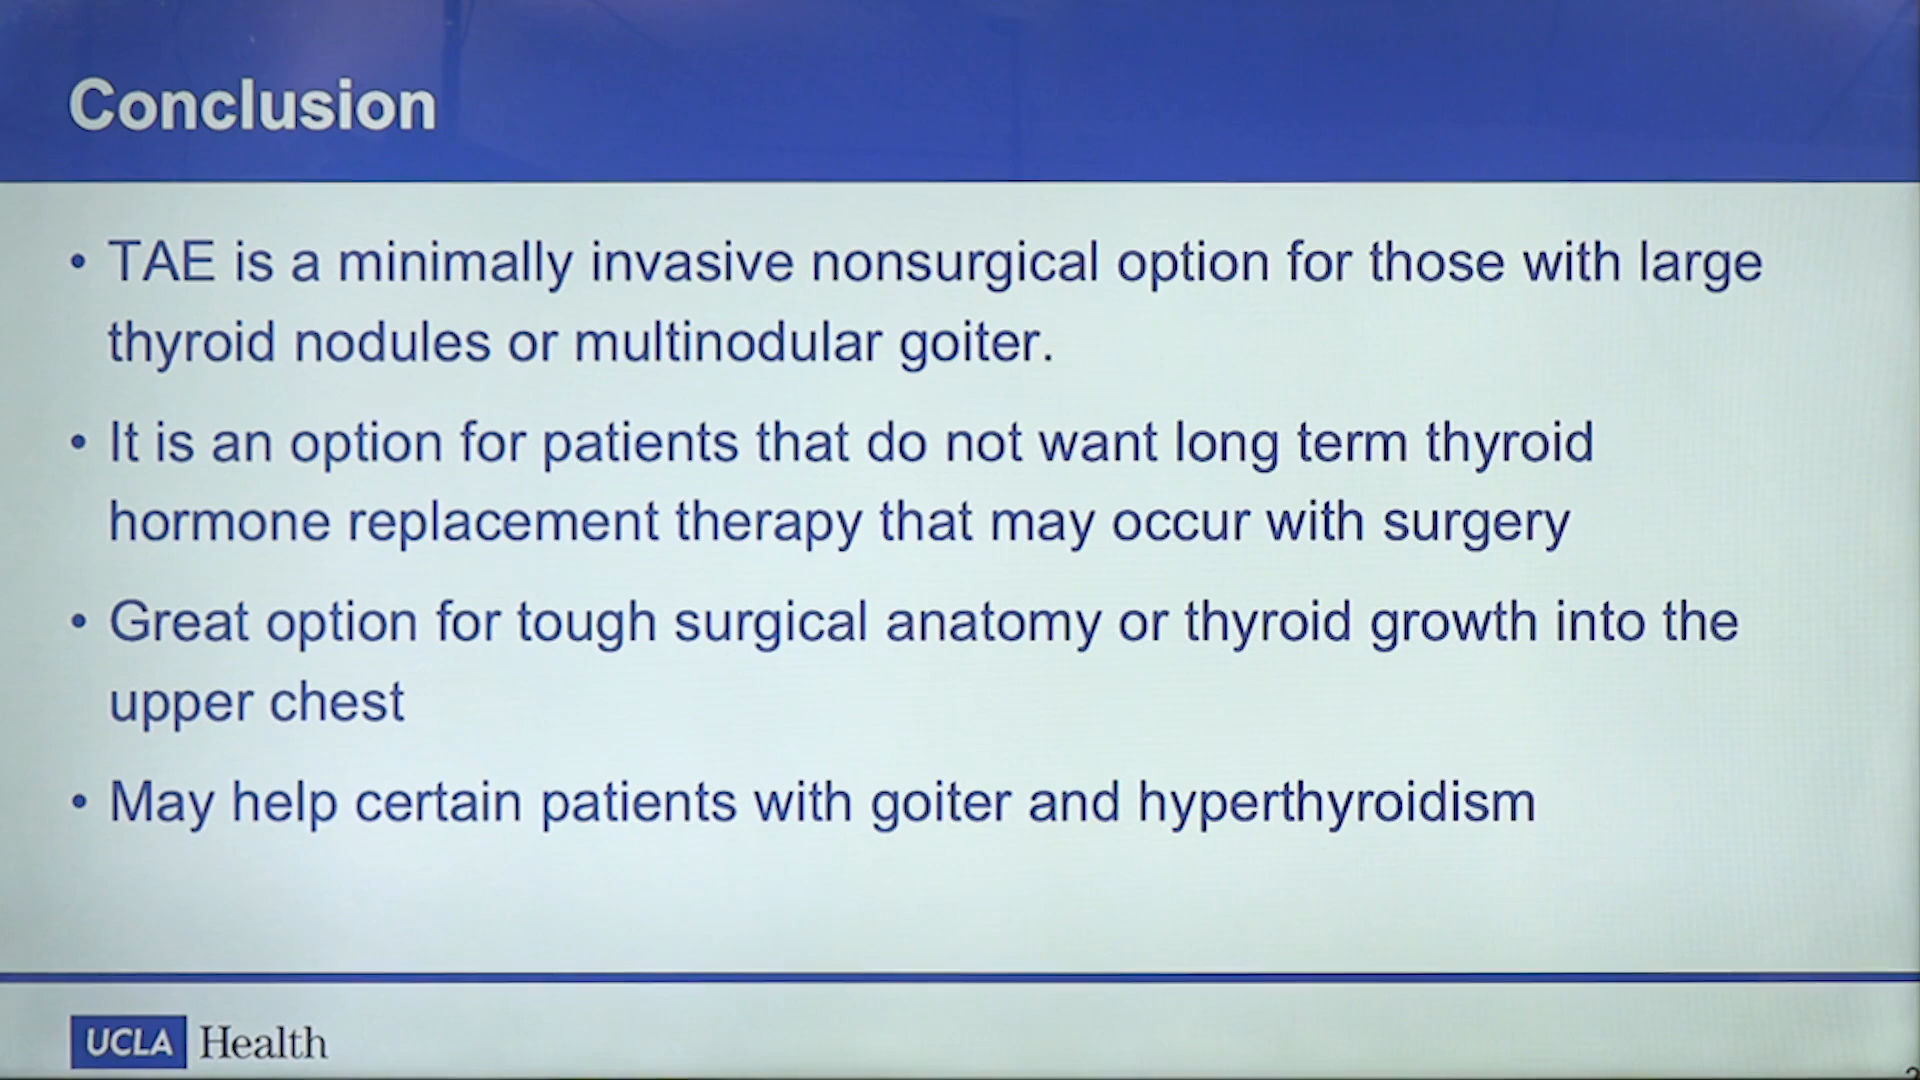 Conclusion
• TAE is a minimally invasive nonsurgical option for those with large
thyroid nodules or multinodular goiter.
• It is an option for patients that do not want long term thyroid
hormone replacement therapy that may occur with surgery
• Great option for tough surgical anatomy or thyroid growth into the
upper chest
• May help certain patients with goiter and hyperthyroidism
UCLA Health